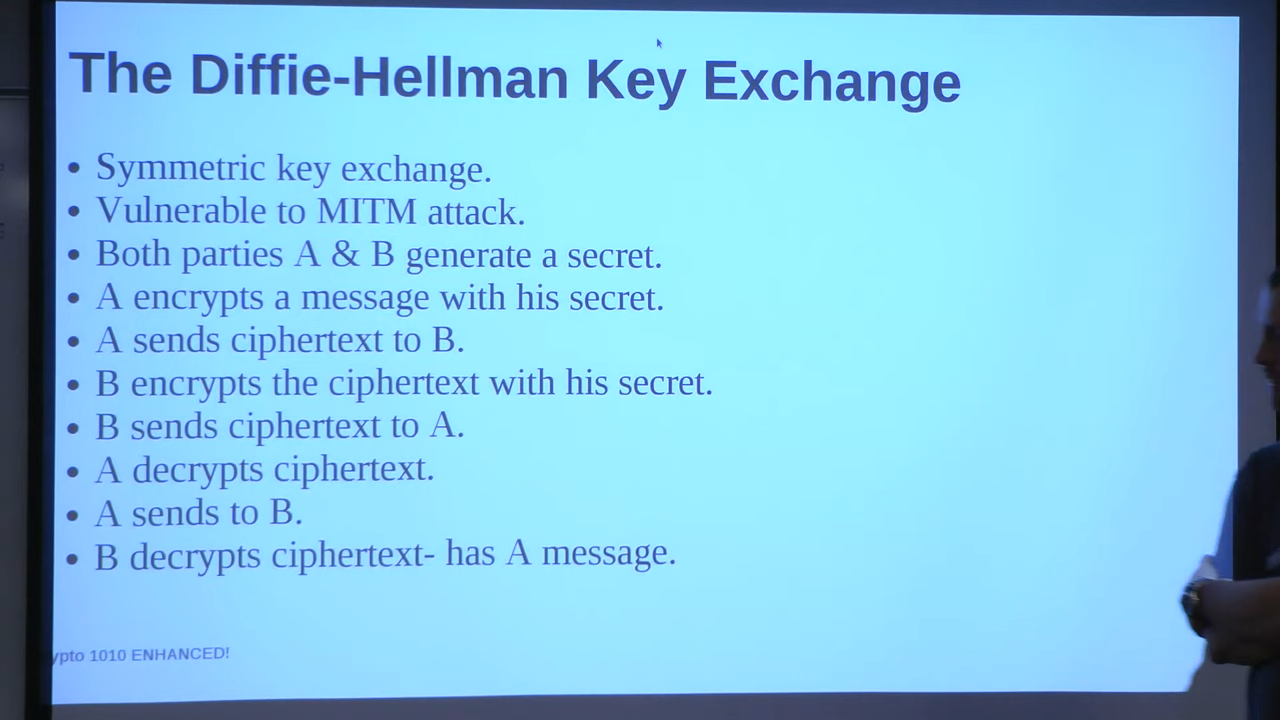 The Diffie-Hellman Key Exchange
• Symmetric key exchange.
• Vulnerable to MITM attack.
• Both parties A & B generate a secret.
• A encrypts a message with his secret.
• A sends ciphertext to B.
• B encrypts the ciphertext with his secret.
• B sends ciphertext to A.
• A decrypts ciphertext.
• A sends to B.
• B decrypts ciphertext- has A message.
ypto 1010 ENHANCED!